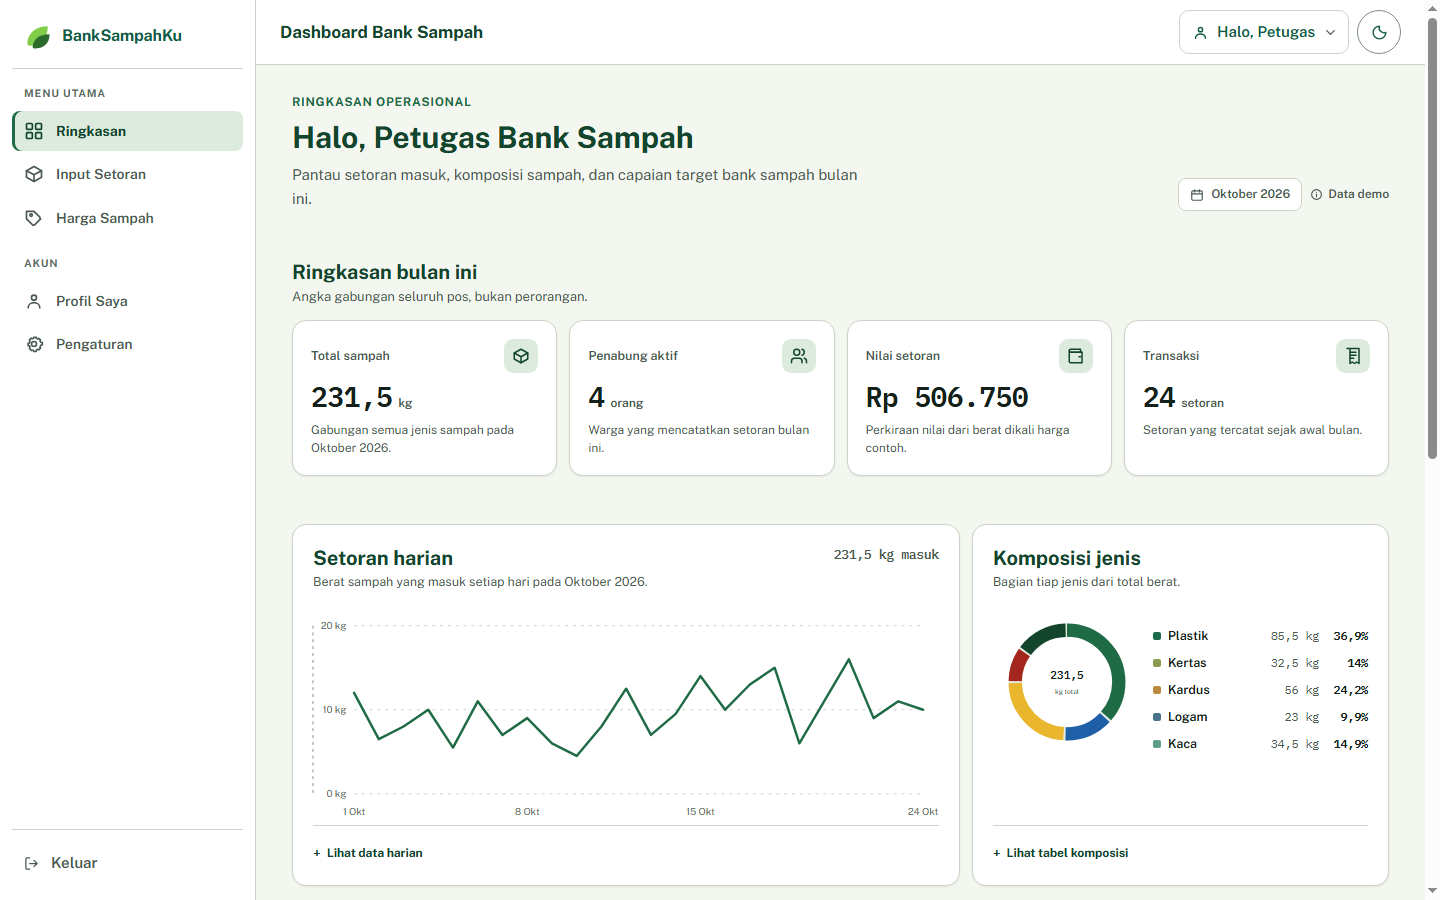 BankSampahKu
MENU UTAMA
Ringkasan
Input Setoran
Harga Sampah
AKUN
Profil Saya
Pengaturan
Keluar
Dashboard Bank Sampah
Halo, Petugas
RINGKASAN OPERASIONAL
Halo, Petugas Bank Sampah
Pantau setoran masuk, komposisi sampah, dan capaian target bank sampah bulan
ini.
Oktober 2026
Data demo
Ringkasan bulan ini
Angka gabungan seluruh pos, bukan perorangan.
Total sampah
231,5 kg
Gabungan semua jenis sampah pada
Oktober 2026.
Penabung aktif
4 orang
Warga yang mencatatkan setoran bulan
ini.
Nilai setoran
Rp 506.750
Perkiraan nilai dari berat dikali harga
contoh.
Transaksi
24 setoran
Setoran yang tercatat sejak awal bulan.
Setoran harian
231,5 kg masuk
Berat sampah yang masuk setiap hari pada Oktober 2026.
20 kg
10 kg
0 kg
1 Okt
8 Okt
15 Okt
24 Okt
+ Lihat data harian
Komposisi jenis
Bagian tiap jenis dari total berat.
231,5
kg total
Plastik 85,5 kg 36,9%
Kertas 32,5 kg 14%
Kardus 56 kg 24,2%
Logam 23 kg 9,9%
Kaca 34,5 kg 14,9%
+ Lihat tabel komposisi